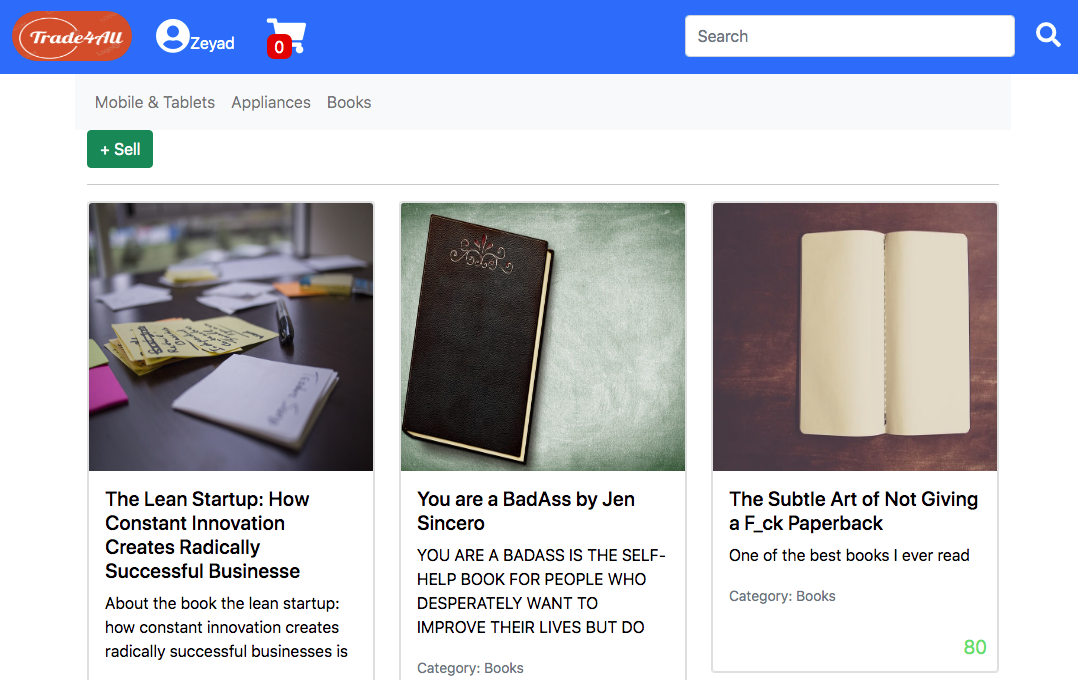 Trade4All
Zeyad
0
Search
Mobile & Tablets Appliances Books
+ Sell
The Lean Startup: How
Constant Innovation
Creates Radically
Successful Businesse
About the book the lean startup:
how constant innovation creates
radically successful businesses is
You are a BadAss by Jen
Sincero
YOU ARE A BADASS IS THE SELF-
HELP BOOK FOR PEOPLE WHO
DESPERATELY WANT TO
IMPROVE THEIR LIVES BUT DO
Category: Books
The Subtle Art of Not Giving
a F_ck Paperback
One of the best books I ever read
Category: Books
80